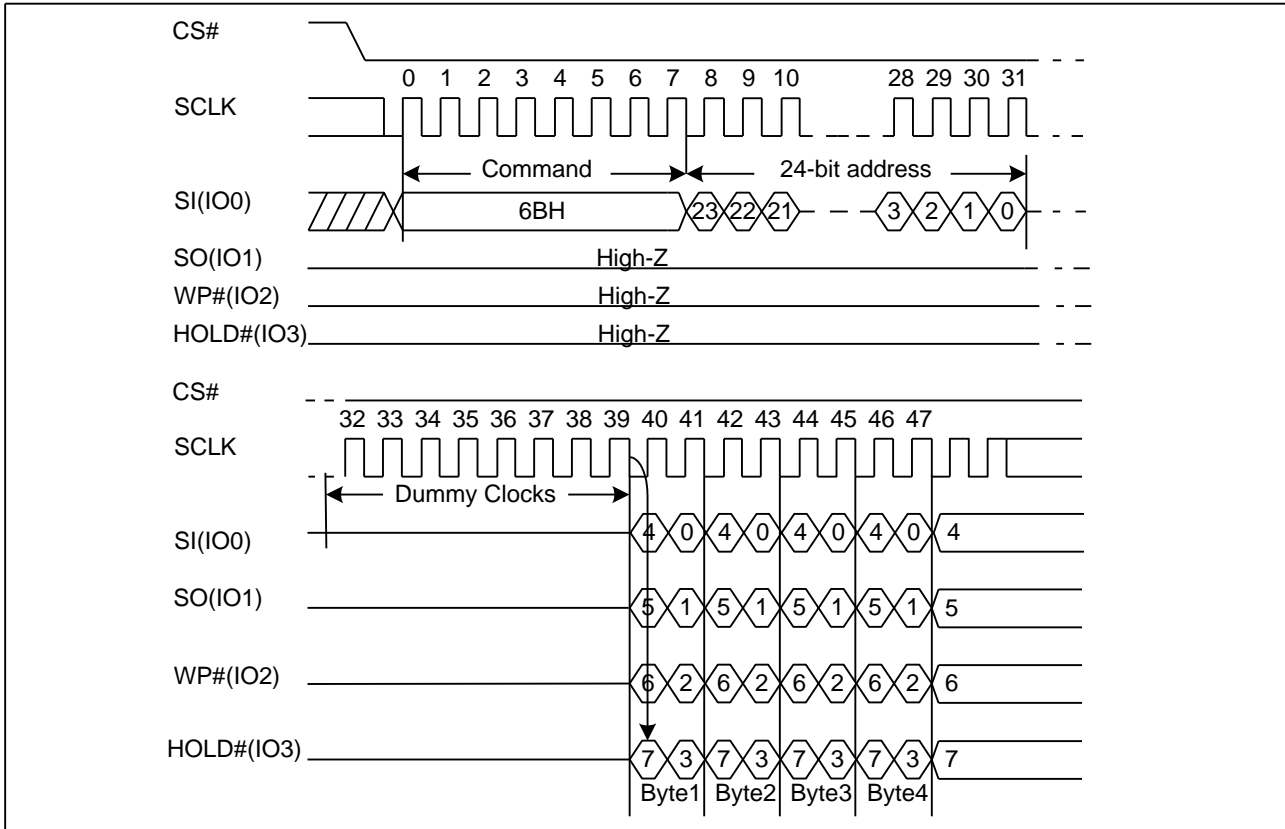 CS#
0 1 2 3 4 5 6 7 8 9 10 28 29 30 31
SCLK
Command 24-bit address
SI(IO0) 6BH 23 22 21 3 2 1 0
SO(IO1) High-Z
WP#(IO2) High-Z
HOLD#(IO3) High-Z
CS#
32 33 34 35 36 37 38 39 40 41 42 43 44 45 46 47
SCLK
Dummy Clocks
SI(IO0) 4 0 4 0 4 0 4 0 4
SO(IO1) 5 1 5 1 5 1 5 1 5
WP#(IO2) 6 2 6 2 6 2 6 2 6
HOLD#(IO3) 7 3 7 3 7 3 7 3 7
Byte1 Byte2 Byte3 Byte4